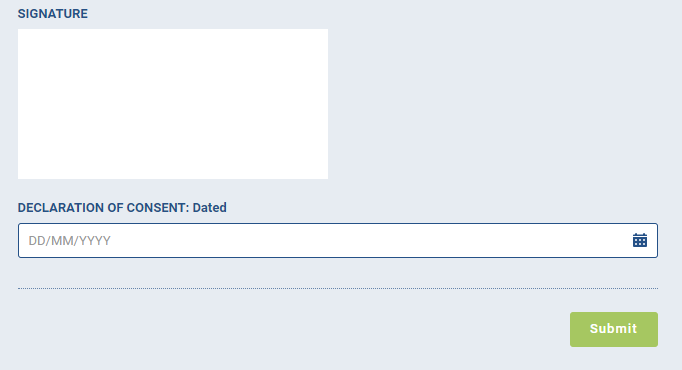 SIGNATURE
DECLARATION OF CONSENT: Dated
DD/MM/YYYY
Submit